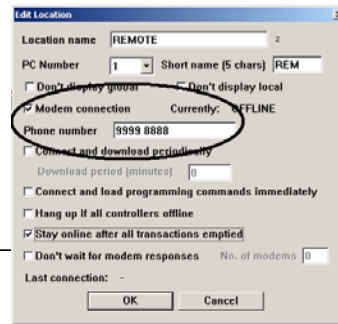 Edit Location
Location name REMOTE 2
PC Number 1 Short name (5 chars) REM
Don't display global Don't display local
Modem connection Currently: OFFLINE
Phone number 9999 8888
Connect and download periodically
Download period (minutes) 0
Connect and load programming commands immediately
Hang up if all controllers offline
Stay online after all transactions emptied
Don't wait for modem responses No. of modems 0
Last connection: -
OK Cancel